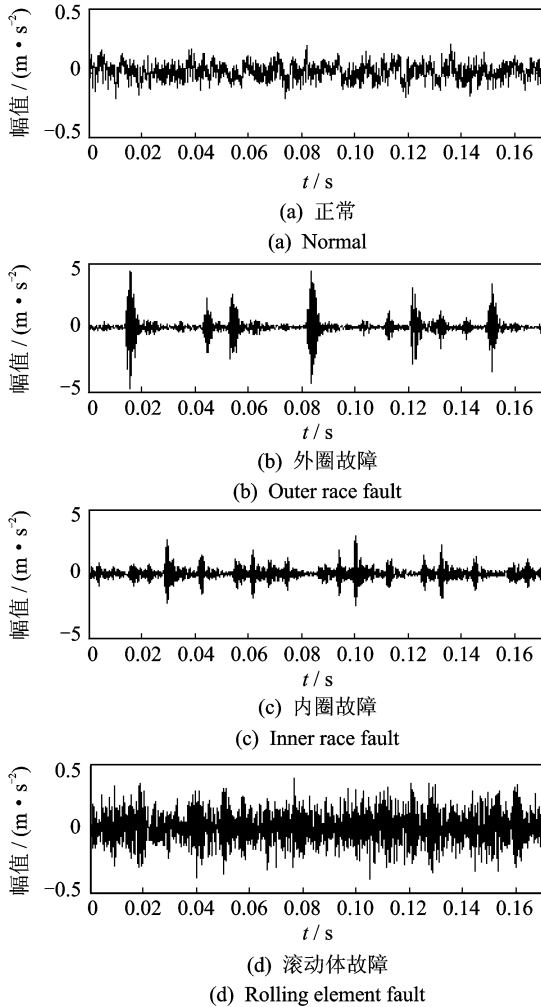 0.5
0
−0.5
幅值 / (m·s⁻²)
0 0.02 0.04 0.06 0.08 0.10 0.12 0.14 0.16
t / s
(a) 正常
(a) Normal
5
0
−5
幅值 / (m·s⁻²)
0 0.02 0.04 0.06 0.08 0.10 0.12 0.14 0.16
t / s
(b) 外圈故障
(b) Outer race fault
5
0
−5
幅值 / (m·s⁻²)
0 0.02 0.04 0.06 0.08 0.10 0.12 0.14 0.16
t / s
(c) 内圈故障
(c) Inner race fault
0.5
0
−0.5
幅值 / (m·s⁻²)
0 0.02 0.04 0.06 0.08 0.10 0.12 0.14 0.16
t / s
(d) 滚动体故障
(d) Rolling element fault